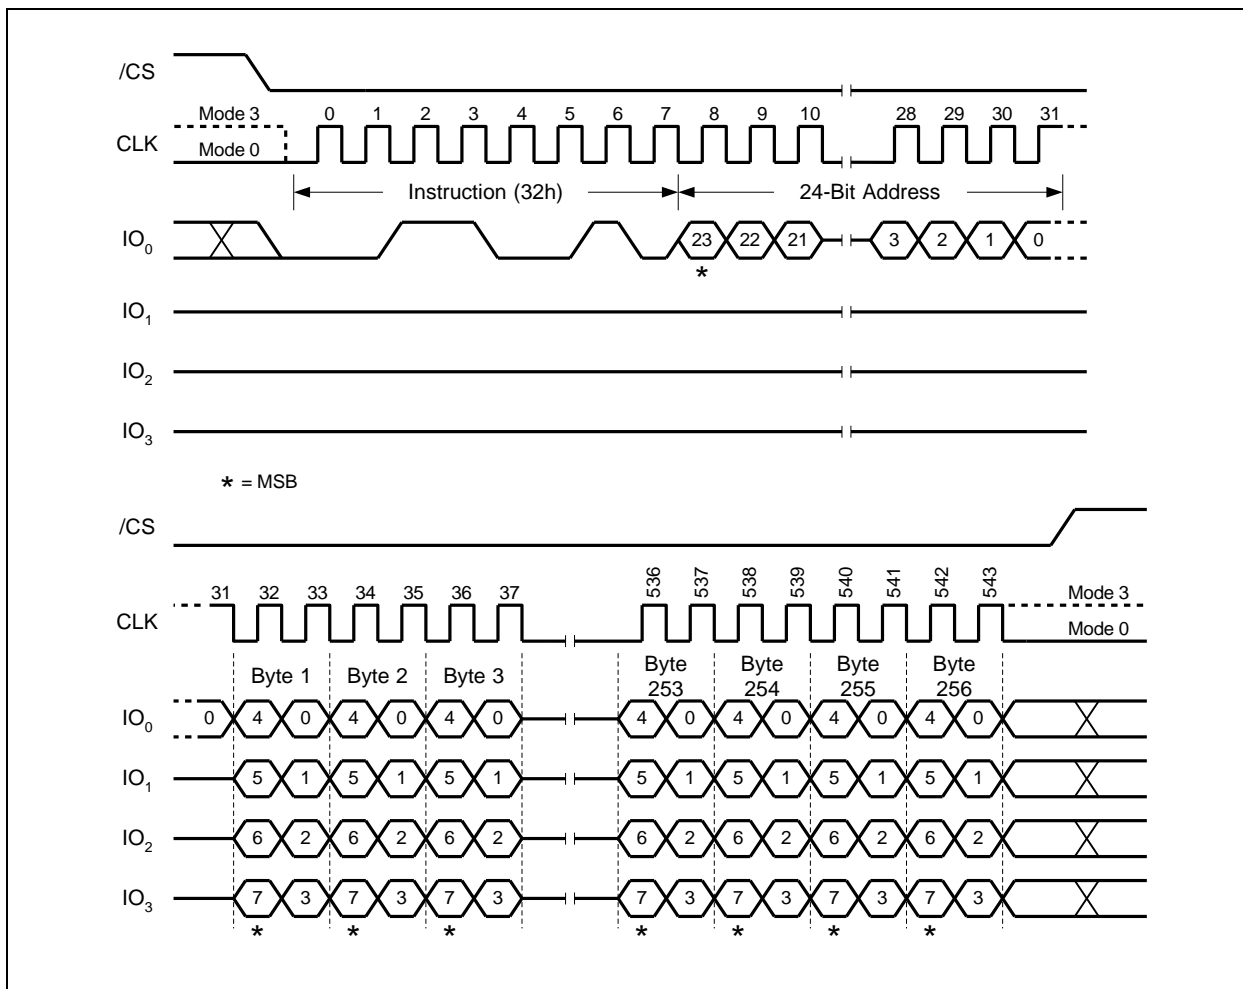 /CS
Mode 3 0 1 2 3 4 5 6 7 8 9 10 28 29 30 31
CLK
Mode 0
Instruction (32h) 24-Bit Address
IO0 23 22 21 3 2 1 0
*
IO1
IO2
IO3
* = MSB
/CS
31 32 33 34 35 36 37 536 537 538 539 540 541 542 543 Mode 3
CLK
Mode 0
Byte 1 Byte 2 Byte 3 Byte 253 Byte 254 Byte 255 Byte 256
IO0 0 4 0 4 0 4 0 4 0 4 0 4 0 4 0
IO1 5 1 5 1 5 1 5 1 5 1 5 1 5 1
IO2 6 2 6 2 6 2 6 2 6 2 6 2 6 2
IO3 7 3 7 3 7 3 7 3 7 3 7 3 7 3
* * * * * * *